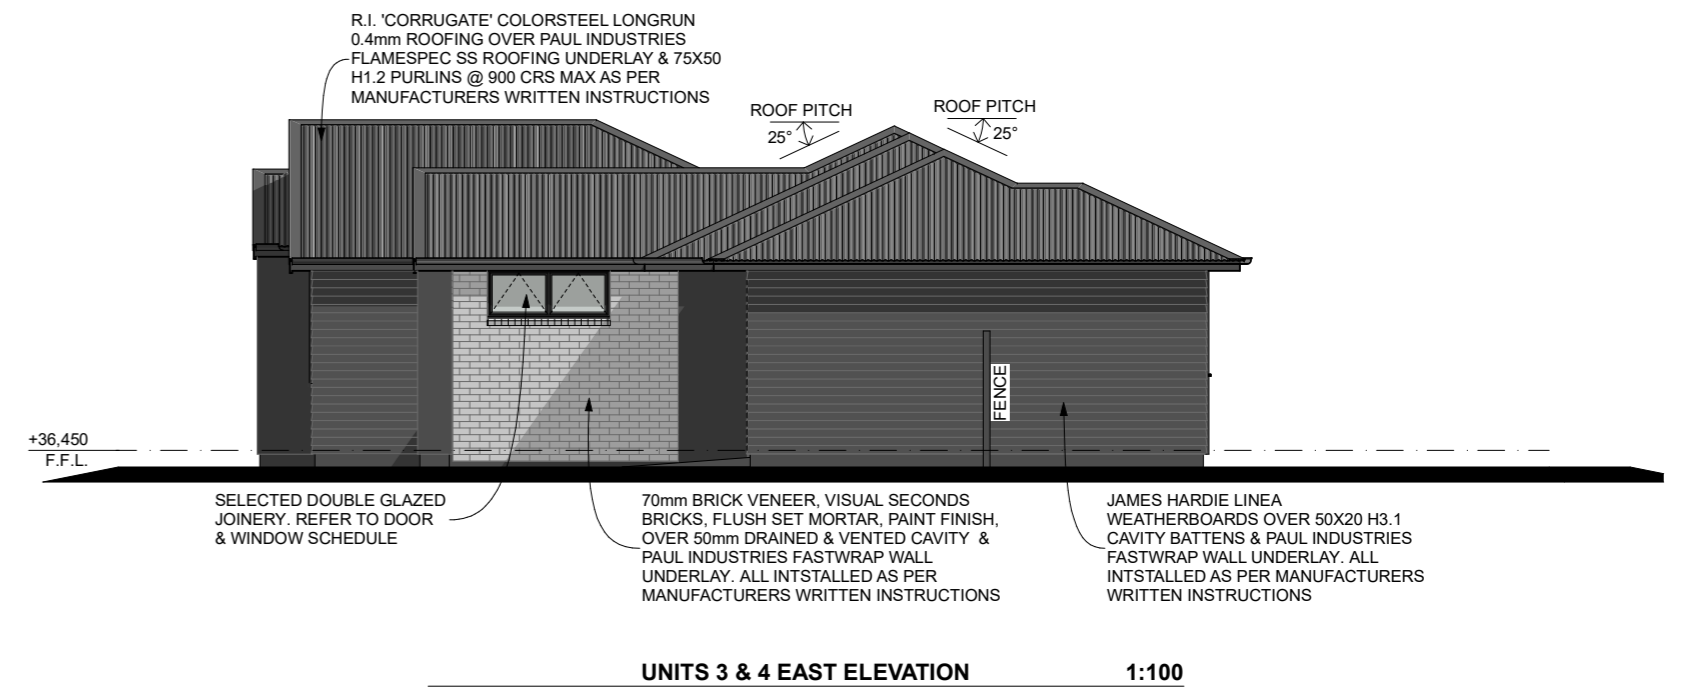 R.I. 'CORRUGATE' COLORSTEEL LONGRUN
0.4mm ROOFING OVER PAUL INDUSTRIES
FLAMESPEC SS ROOFING UNDERLAY & 75X50
H1.2 PURLINS @ 900 CRS MAX AS PER
MANUFACTURERS WRITTEN INSTRUCTIONS
ROOF PITCH
25°
ROOF PITCH
25°
FENCE
+36,450
F.F.L.
SELECTED DOUBLE GLAZED
JOINERY. REFER TO DOOR
& WINDOW SCHEDULE
70mm BRICK VENEER, VISUAL SECONDS
BRICKS, FLUSH SET MORTAR, PAINT FINISH,
OVER 50mm DRAINED & VENTED CAVITY &
PAUL INDUSTRIES FASTWRAP WALL
UNDERLAY. ALL INTSTALLED AS PER
MANUFACTURERS WRITTEN INSTRUCTIONS
JAMES HARDIE LINEA
WEATHERBOARDS OVER 50X20 H3.1
CAVITY BATTENS & PAUL INDUSTRIES
FASTWRAP WALL UNDERLAY. ALL
INTSTALLED AS PER MANUFACTURERS
WRITTEN INSTRUCTIONS
UNITS 3 & 4 EAST ELEVATION 1:100